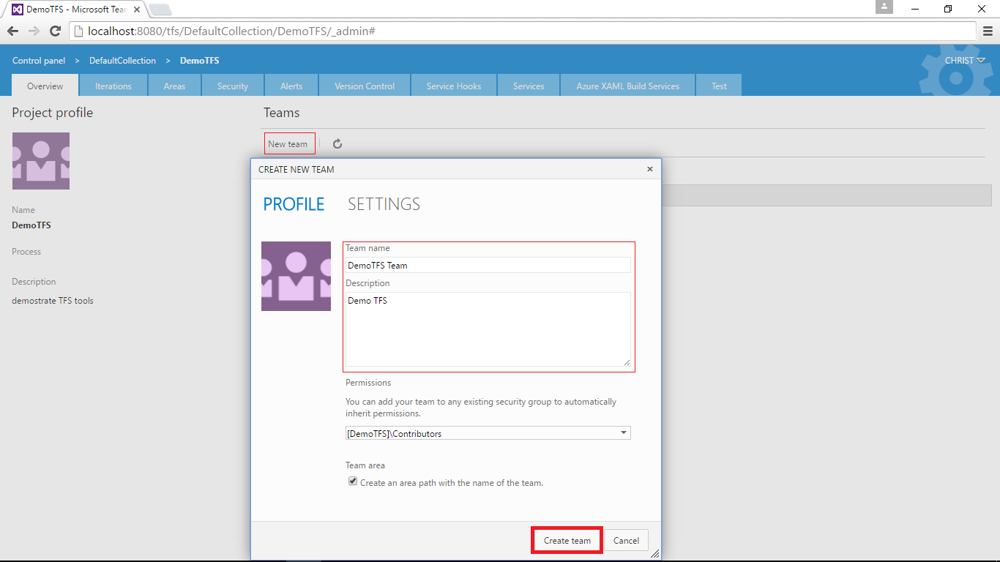 DemoTFS - Microsoft Tear
localhost:8080/tfs/DefaultCollection/DemoTFS/_admin#
Control panel > DefaultCollection > DemoTFS
CHRIST
Overview Iterations Areas Security Alerts Version Control Service Hooks Services Azure XAML Build Services Test
Project profile
Name
DemoTFS
Process
Description
demostrate TFS tools
Teams
New team
CREATE NEW TEAM
PROFILE SETTINGS
Team name
DemoTFS Team
Description
Demo TFS
Permissions
You can add your team to any existing security group to automatically
inherit permissions.
[DemoTFS]\Contributors
Team area
Create an area path with the name of the team.
Create team Cancel